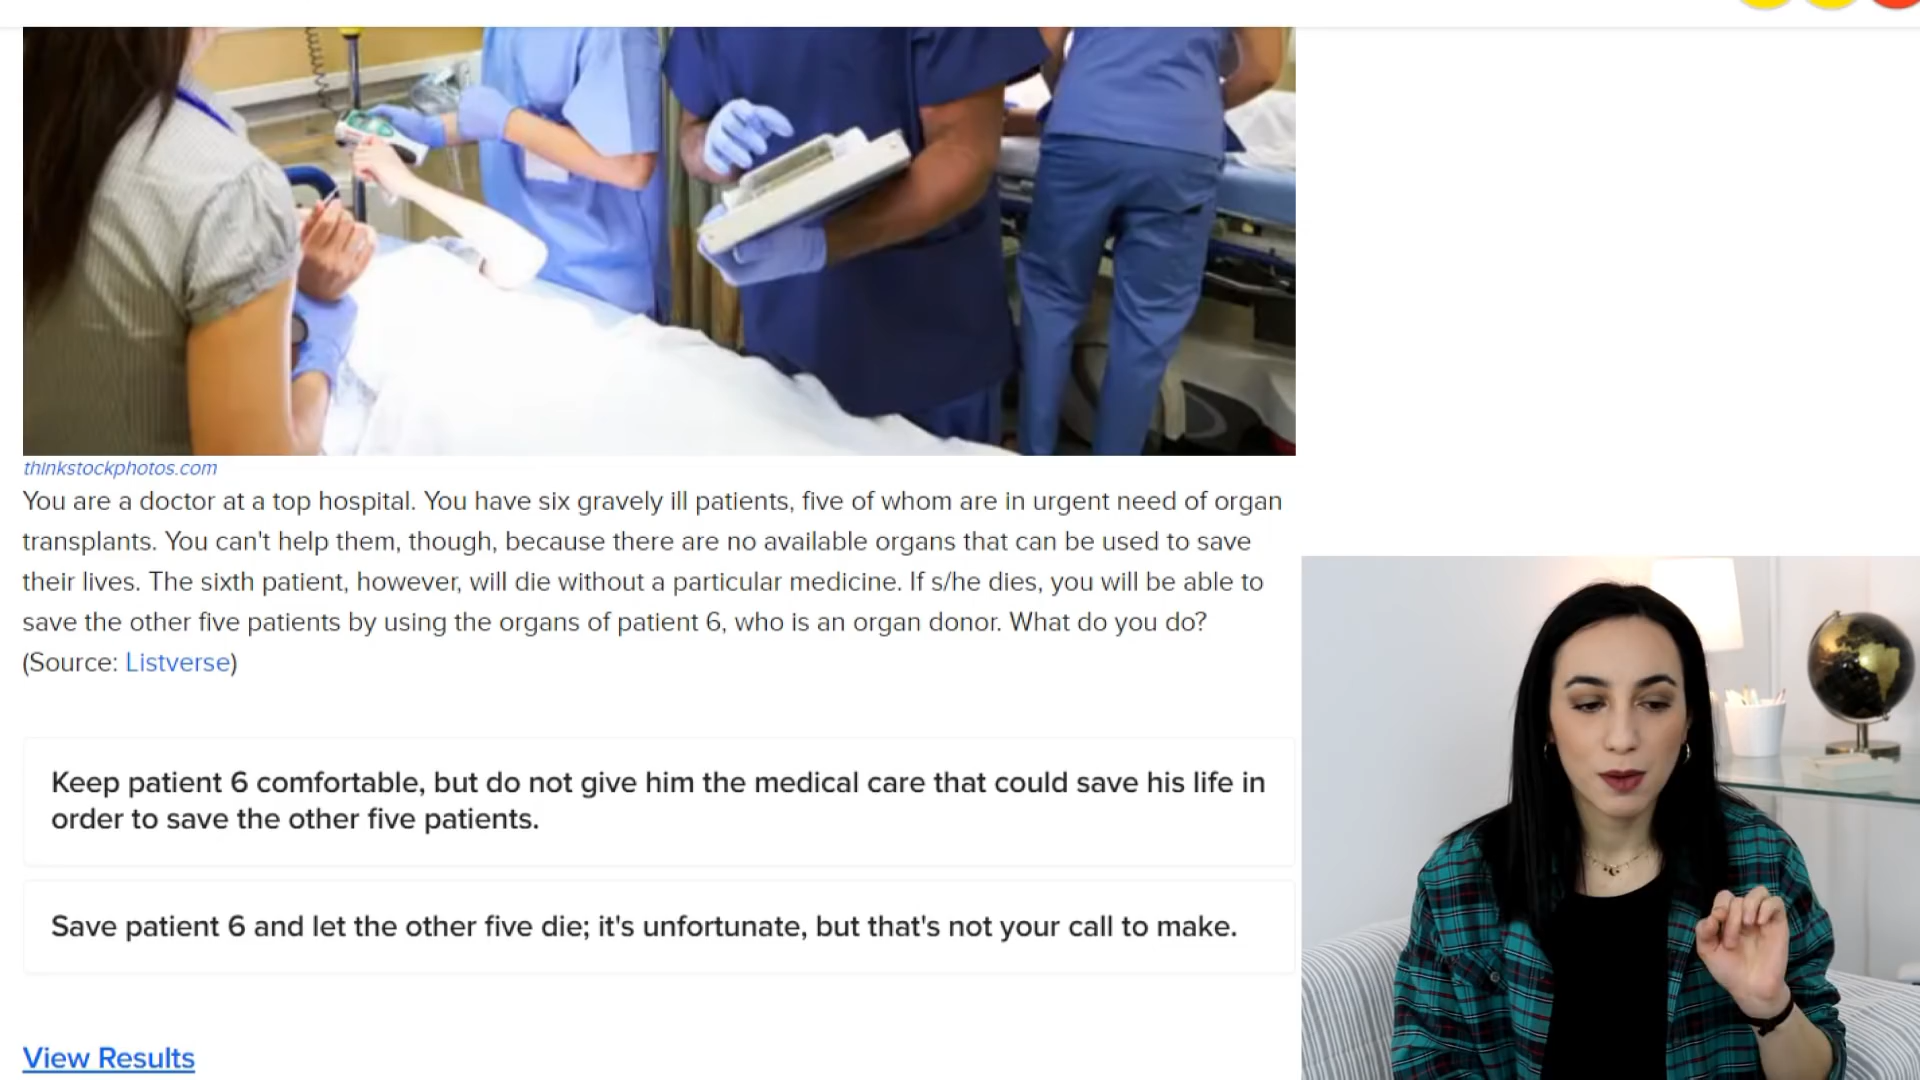 thinkstockphotos.com
You are a doctor at a top hospital. You have six gravely ill patients, five of whom are in urgent need of organ
transplants. You can't help them, though, because there are no available organs that can be used to save
their lives. The sixth patient, however, will die without a particular medicine. If s/he dies, you will be able to
save the other five patients by using the organs of patient 6, who is an organ donor. What do you do?
(Source: Listverse)
Keep patient 6 comfortable, but do not give him the medical care that could save his life in
order to save the other five patients.
Save patient 6 and let the other five die; it's unfortunate, but that's not your call to make.
View Results